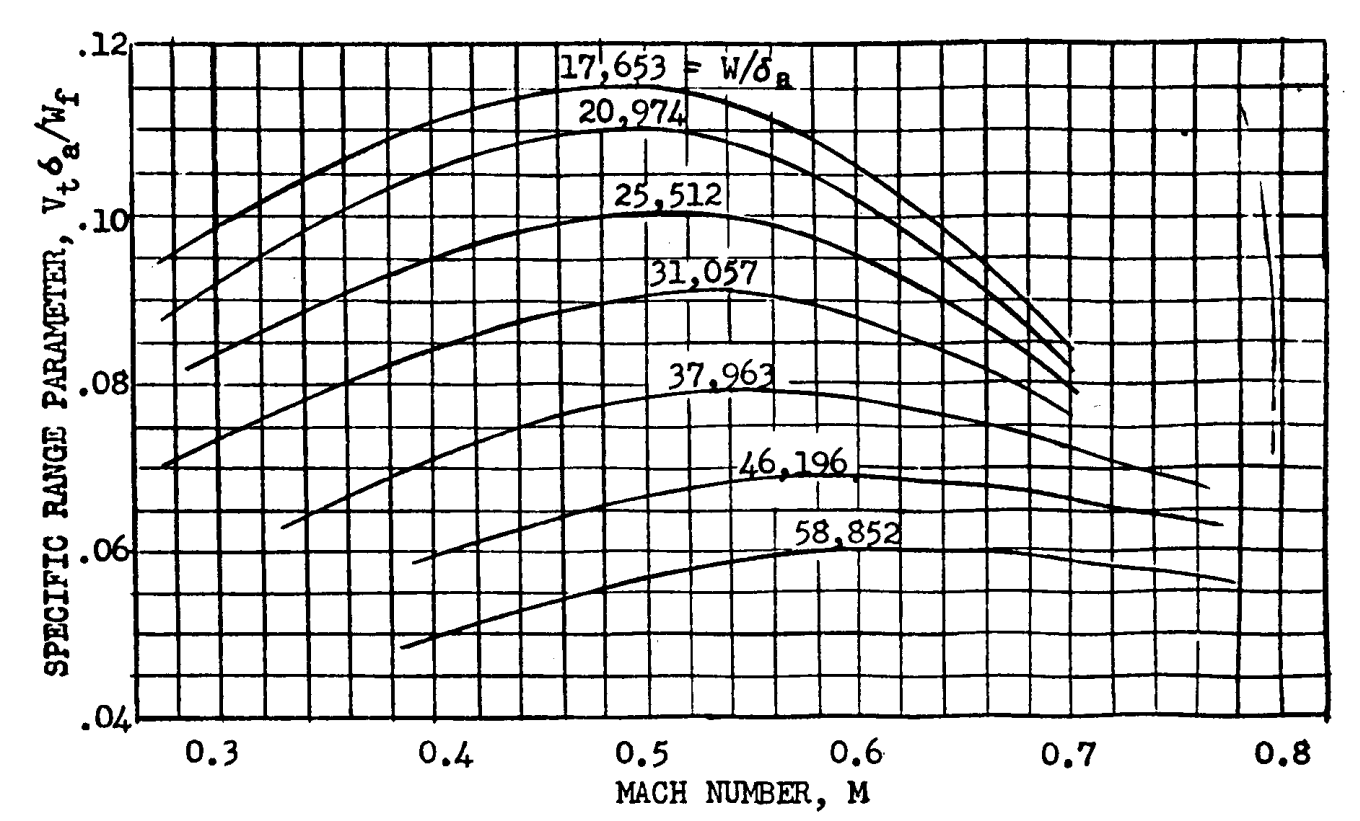 .12
17,653 = W/δa
20,974
.10
25,512
31,057
.08
37,963
46,196
.06
58,852
.04
0.3 0.4 0.5 0.6 0.7 0.8
MACH NUMBER, M
SPECIFIC RANGE PARAMETER, Vtδa/Wf